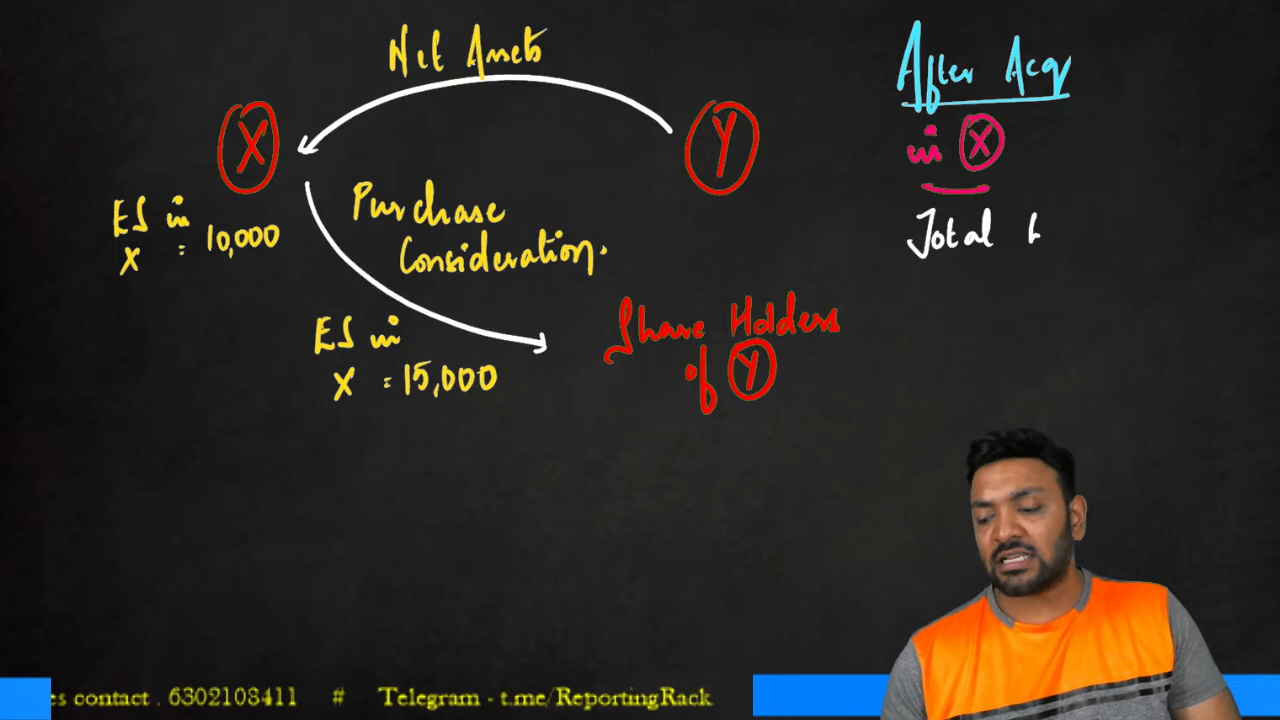 Net Assets
X
Y
ES in
X = 10,000
Purchase
Consideration.
ES in
X = 15,000
Share Holders
of Y
After Acq
in X
Total
es contact . 6302108411 # Telegram - t.me/ReportingRack